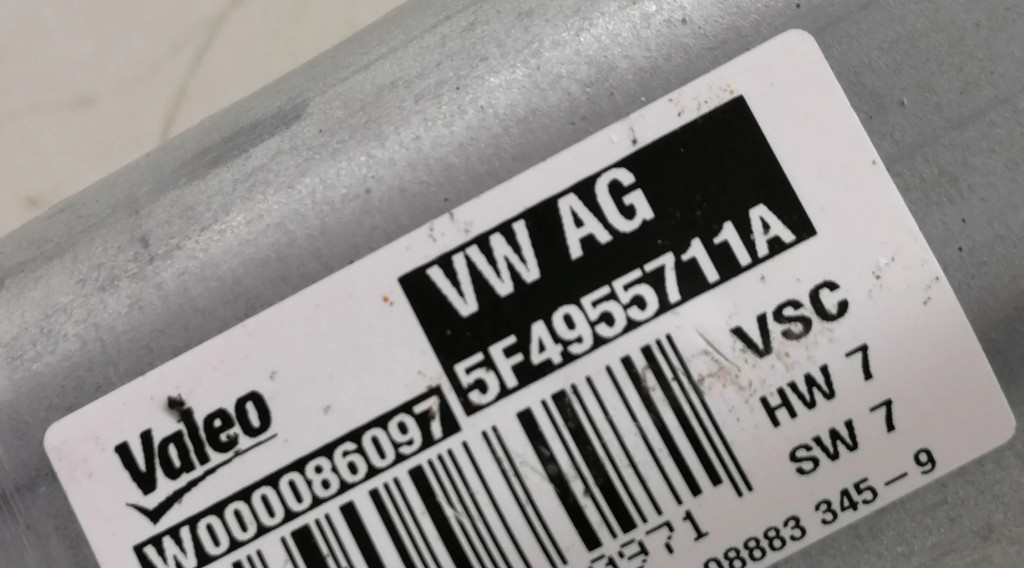 VW AG
5F4955711A
Valeo
W000086097
VSC
HW 7
SW 7
08883 345-9